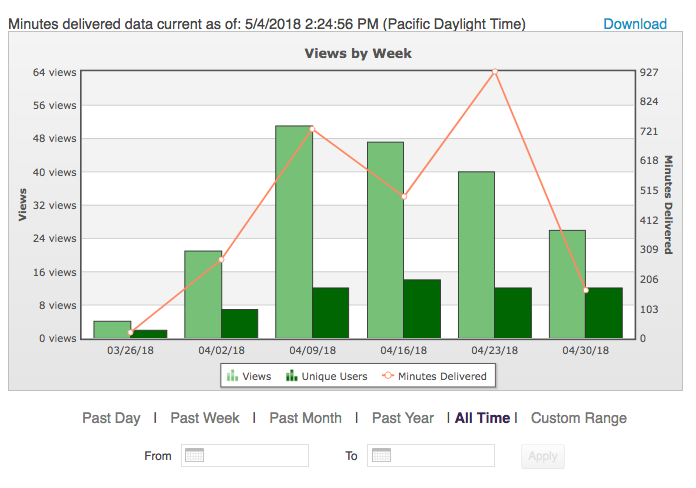 Minutes delivered data current as of: 5/4/2018 2:24:56 PM (Pacific Daylight Time) Download
Views by Week
64 views 927
56 views 824
48 views 721
40 views 618
32 views 515
24 views 412
16 views 309
8 views 206
0 views 103
0
Views
Minutes Delivered
03/26/18 04/02/18 04/09/18 04/16/18 04/23/18 04/30/18
Views Unique Users Minutes Delivered
Past Day | Past Week | Past Month | Past Year | All Time | Custom Range
From To Apply